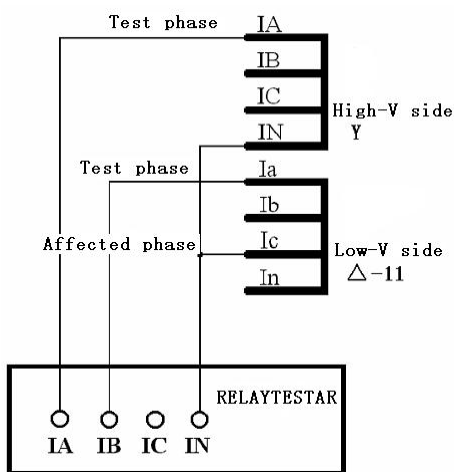 Test phase
IA
IB
IC
High-V side
Y
IN
Test phase
Ia
Ib
Affected phase
Ic
Low-V side
△-11
In
RELAYTESTAR
IA IB IC IN